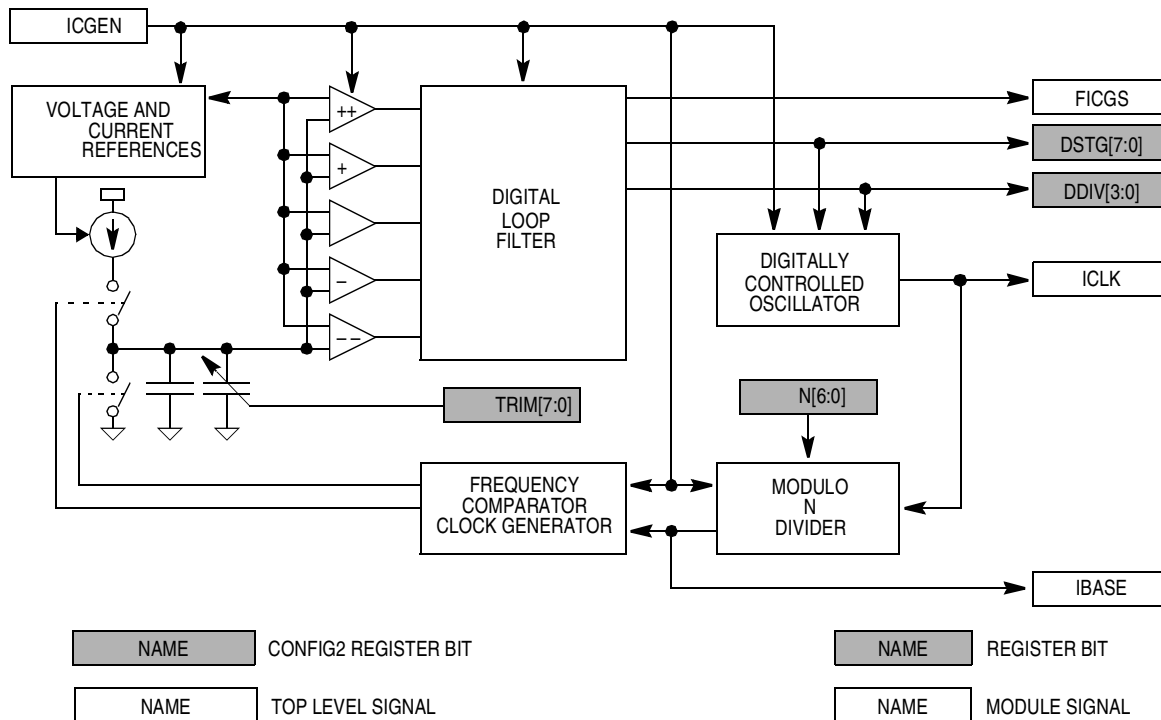 ICGEN
VOLTAGE AND
CURRENT
REFERENCES
++
+
–
– –
DIGITAL
LOOP
FILTER
FICGS
DSTG[7:0]
DDIV[3:0]
DIGITALLY
CONTROLLED
OSCILLATOR
ICLK
TRIM[7:0]
N[6:0]
FREQUENCY
COMPARATOR
CLOCK GENERATOR
MODULO
N
DIVIDER
IBASE
NAME CONFIG2 REGISTER BIT
NAME REGISTER BIT
NAME TOP LEVEL SIGNAL
NAME MODULE SIGNAL